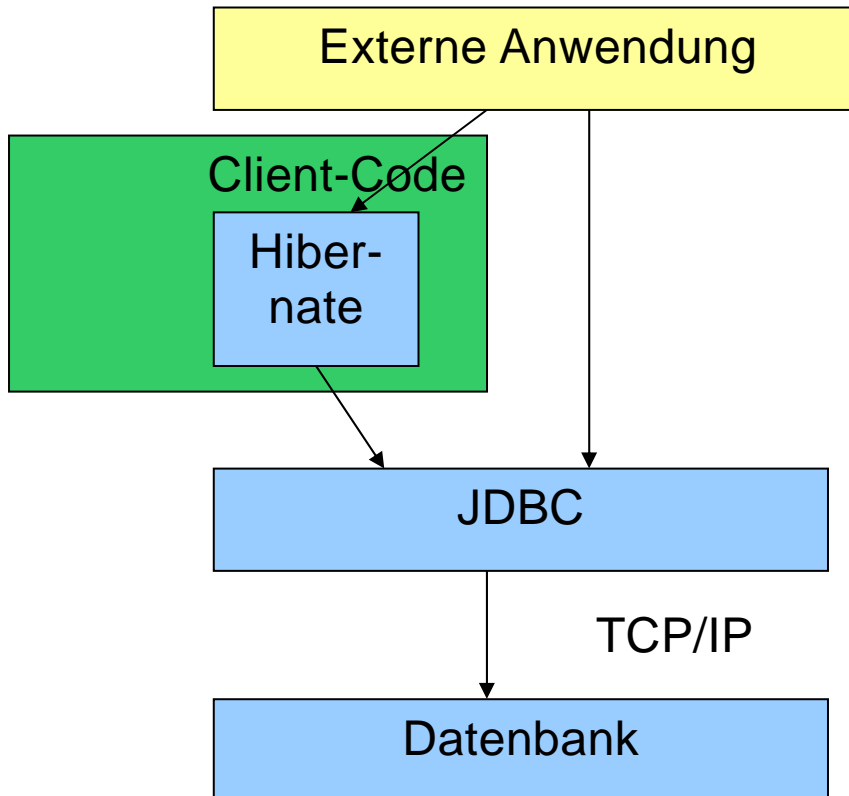 Externe Anwendung
Client-Code
Hiber-
nate
JDBC
TCP/IP
Datenbank